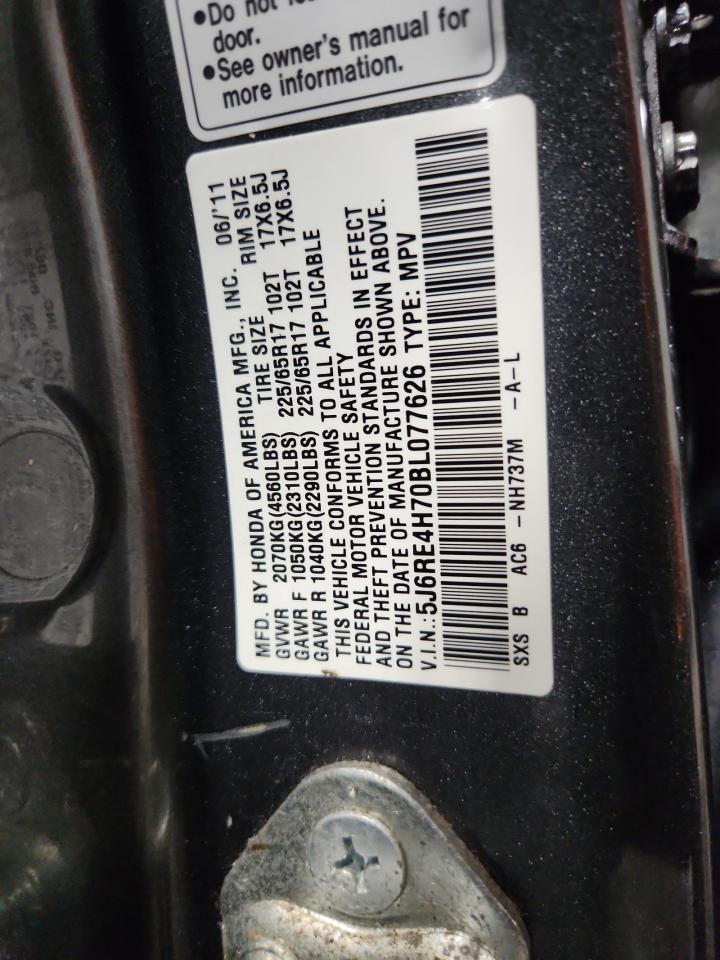 •Do not
door.
•See owner's manual for
more information.
MFD. BY HONDA OF AMERICA MFG., INC. 06/'11
GVWR 2070KG(4560LBS) TIRE SIZE RIM SIZE
GAWR F 1050KG(2310LBS) 225/65R17 102T 17X6.5J
GAWR R 1040KG(2290LBS) 225/65R17 102T 17X6.5J
THIS VEHICLE CONFORMS TO ALL APPLICABLE
FEDERAL MOTOR VEHICLE SAFETY
AND THEFT PREVENTION STANDARDS IN EFFECT
ON THE DATE OF MANUFACTURE SHOWN ABOVE.
V.I.N.:5J6RE4H70BL077626 TYPE: MPV
SXS B AC6 -NH737M -A-L